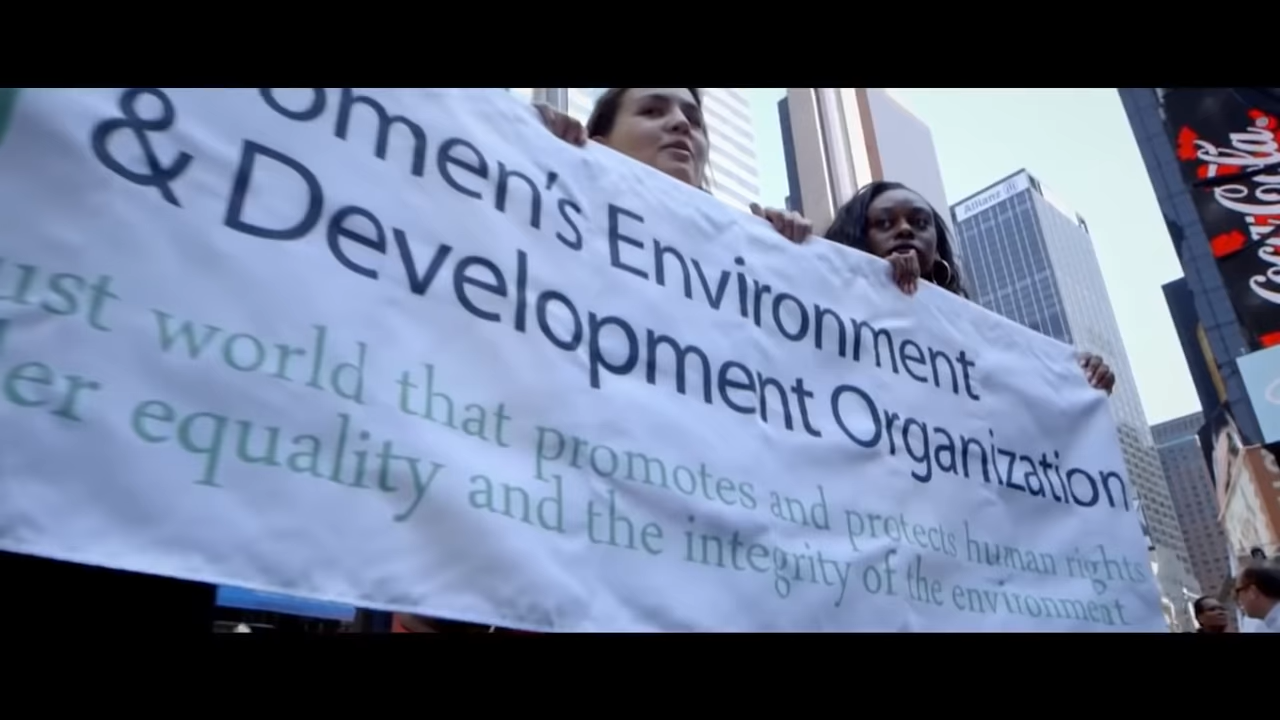 omen's Environment
& Development Organization
ust world that promotes and protects human rights
er equality and the integrity of the environment
Allianz
Coca-Cola